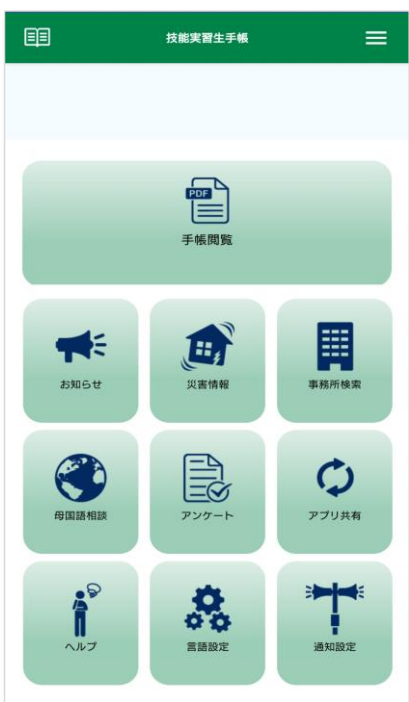 技能実習生手帳
PDF
手帳閲覧
お知らせ
災害情報
事務所検索
母国語相談
アンケート
アプリ共有
ヘルプ
言語設定
通知設定